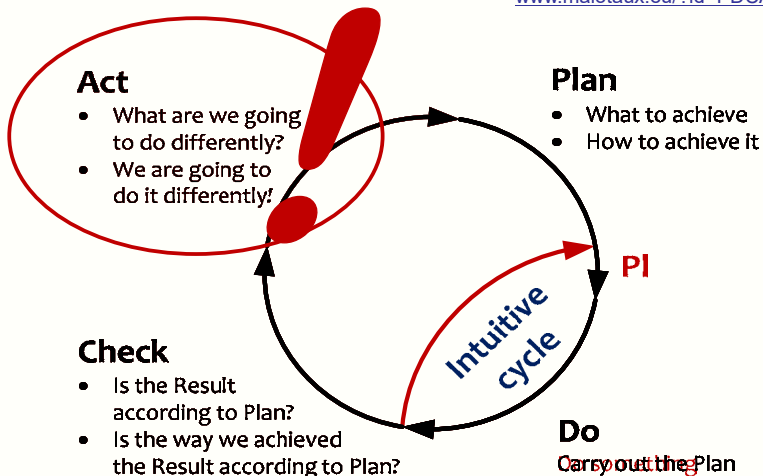 Act
• What are we going
to do differently?
• We are going to
do it differently!
Plan
• What to achieve
• How to achieve it
Pl
Intuitive
cycle
Check
• Is the Result
according to Plan?
• Is the way we achieved
the Result according to Plan?
Do
Carry out the Plan